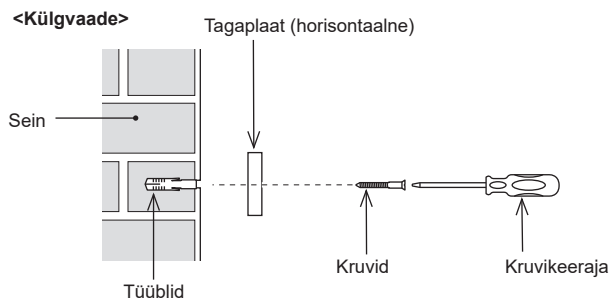 <Külgvaade>
Tagaplaat (horisontaalne)
Sein
Tüüblid
Kruvid
Kruvikeeraja